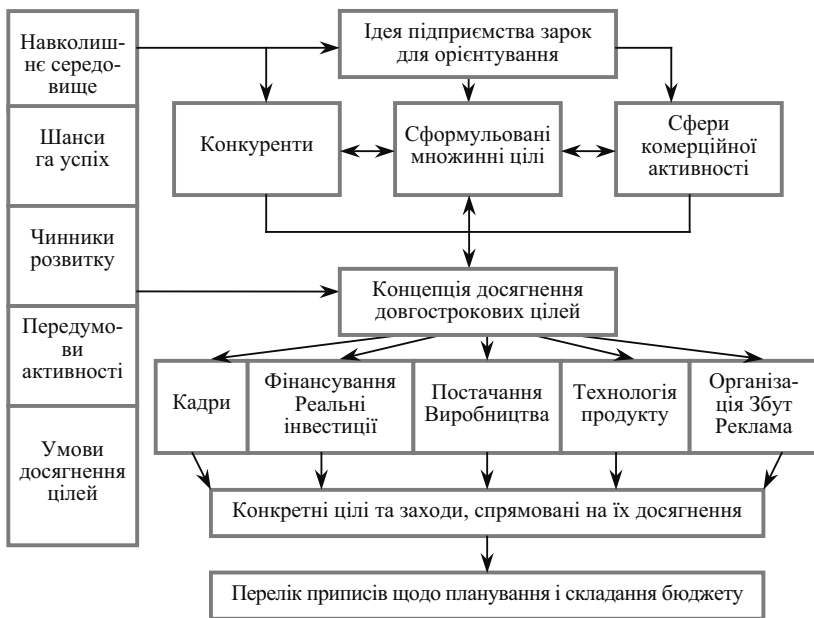 Навколиш-
нє середо-
вище
Шанси
га успіх
Чинники
розвитку
Передумо-
ви
активності
Умови
досягнення
цілей
Ідея підприємства зарок
для орієнтування
Конкуренти
Сформульовані
множинні цілі
Сфери
комерційної
активності
Концепція досягнення
довгострокових цілей
Кадри
Фінансування
Реальні
інвестиції
Постачання
Виробництва
Технологія
продукту
Організа-
ція Збут
Реклама
Конкретні цілі та заходи, спрямовані на їх досягнення
Перелік приписів щодо планування і складання бюджету